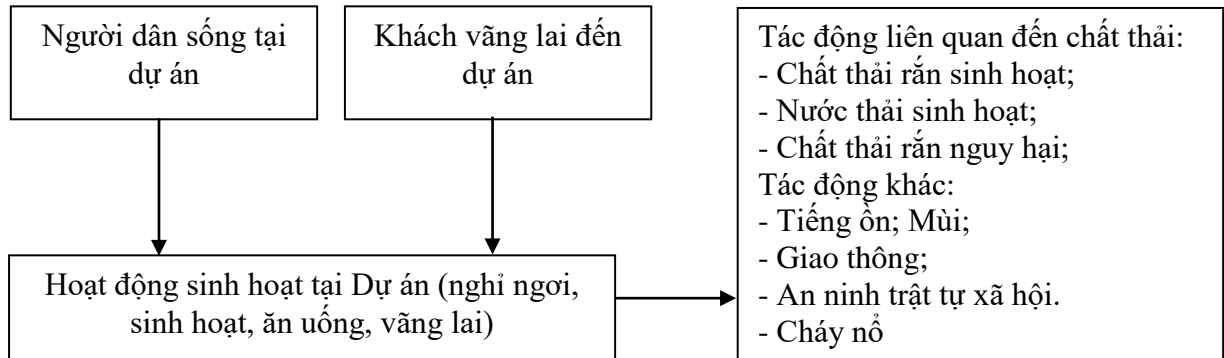 Người dân sống tại
dự án
Khách vãng lai đến
dự án
Tác động liên quan đến chất thải:
- Chất thải rắn sinh hoạt;
- Nước thải sinh hoạt;
- Chất thải rắn nguy hại;
Tác động khác:
- Tiếng ồn; Mùi;
- Giao thông;
- An ninh trật tự xã hội.
- Cháy nổ
Hoạt động sinh hoạt tại Dự án (nghỉ ngơi,
sinh hoạt, ăn uống, vãng lai)